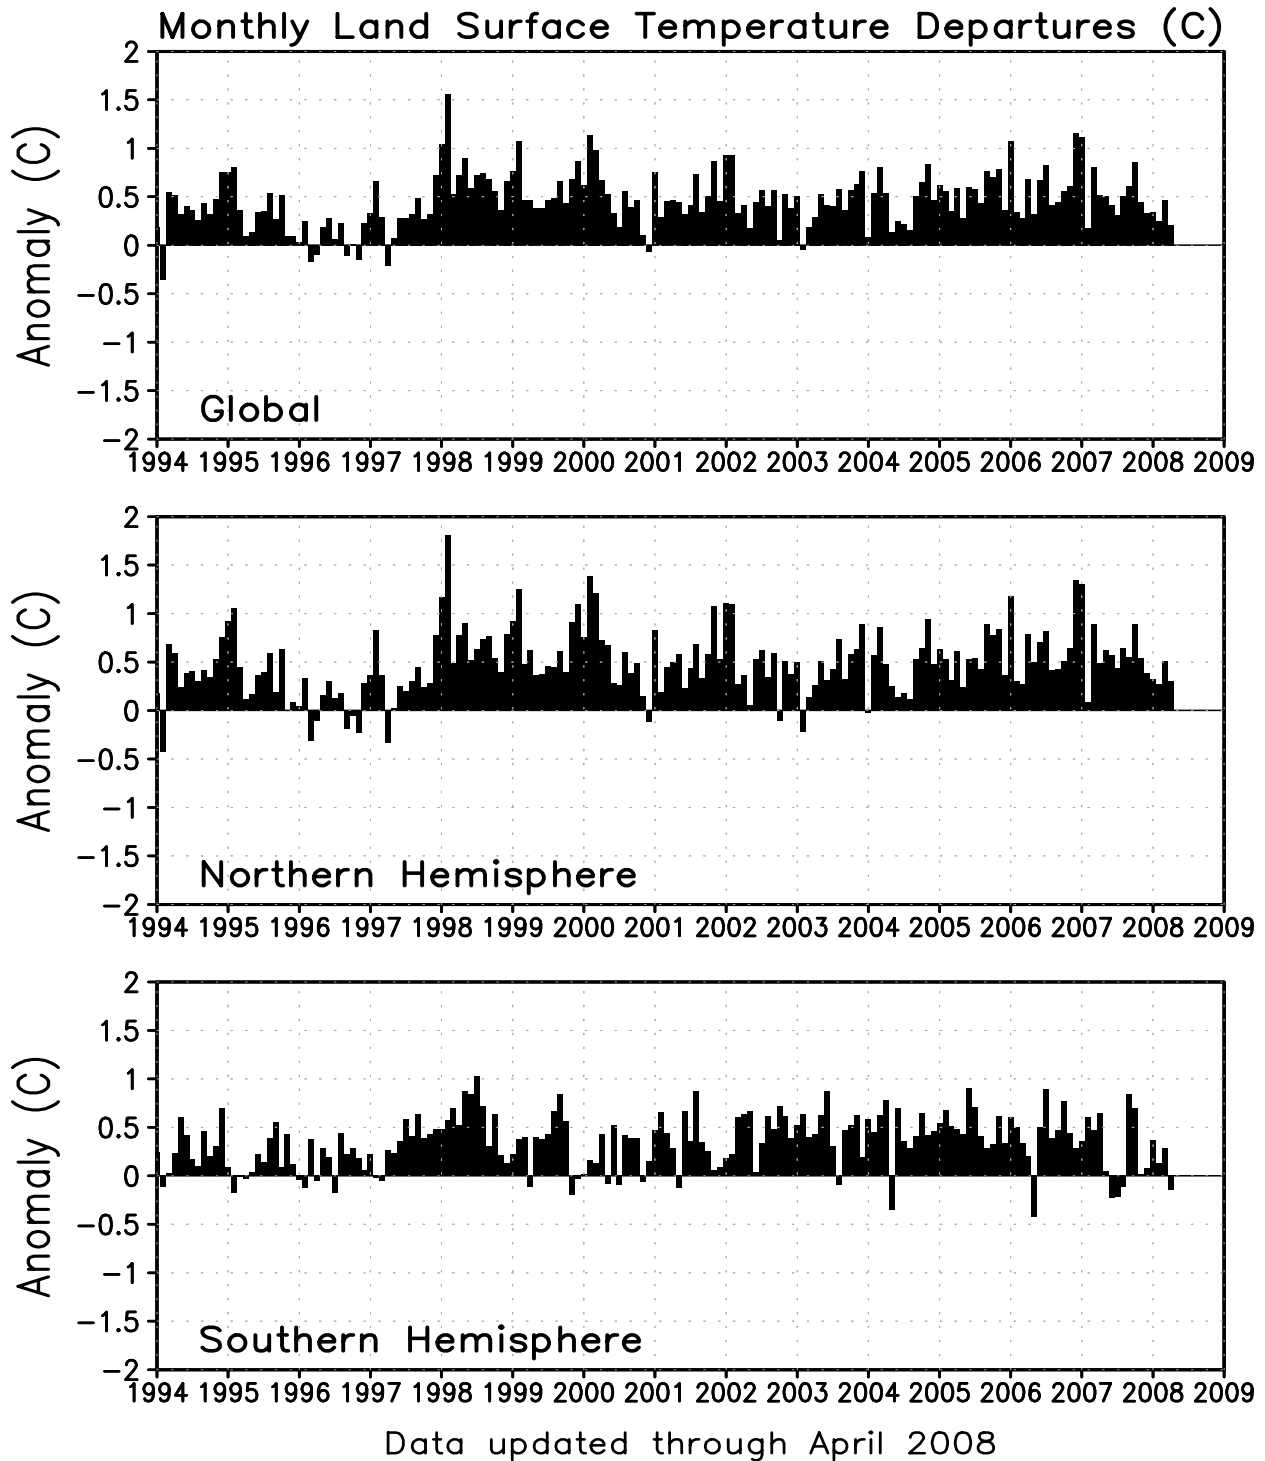 Monthly Land Surface Temperature Departures (C)
2
1.5
1
0.5
0
−0.5
−1
−1.5
−2
Anomaly (C)
Global
1994 1995 1996 1997 1998 1999 2000 2001 2002 2003 2004 2005 2006 2007 2008 2009
2
1.5
1
0.5
0
−0.5
−1
−1.5
−2
Anomaly (C)
Northern Hemisphere
1994 1995 1996 1997 1998 1999 2000 2001 2002 2003 2004 2005 2006 2007 2008 2009
2
1.5
1
0.5
0
−0.5
−1
−1.5
−2
Anomaly (C)
Southern Hemisphere
1994 1995 1996 1997 1998 1999 2000 2001 2002 2003 2004 2005 2006 2007 2008 2009
Data updated through April 2008